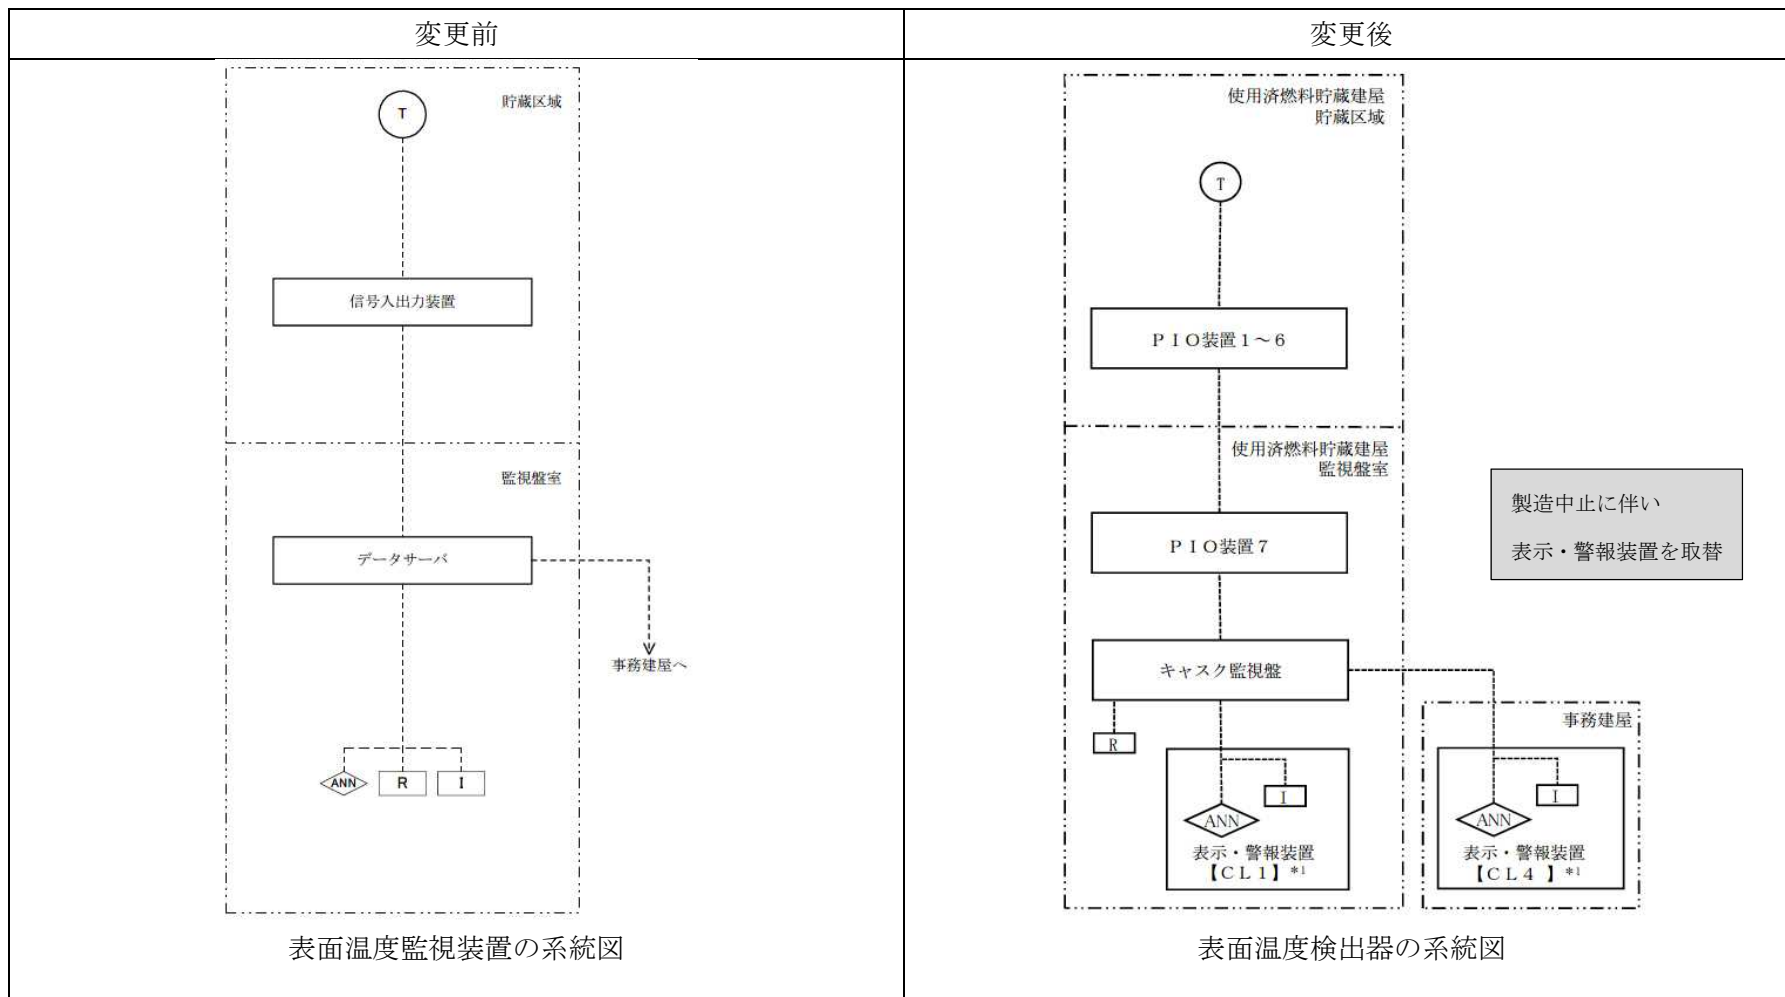 変更前
変更後
貯蔵区域
T
信号入出力装置
監視盤室
データサーバ
事務建屋へ
ANN
R
I
表面温度監視装置の系統図
使用済燃料貯蔵建屋
貯蔵区域
T
ＰＩＯ装置１～６
使用済燃料貯蔵建屋
監視盤室
ＰＩＯ装置７
キャスク監視盤
R
I
ANN
表示・警報装置
【ＣＬ１】*1
事務建屋
I
ANN
表示・警報装置
【ＣＬ４ 】*1
製造中止に伴い
表示・警報装置を取替
表面温度検出器の系統図